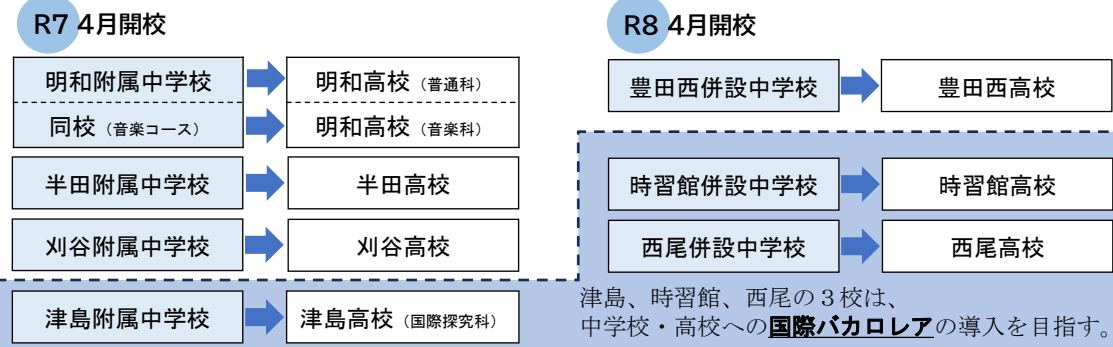 R7 4月開校
明和附属中学校
明和高校（普通科）
同校（音楽コース）
明和高校（音楽科）
半田附属中学校
半田高校
刈谷附属中学校
刈谷高校
津島附属中学校
津島高校（国際探究科）
R8 4月開校
豊田西併設中学校
豊田西高校
時習館併設中学校
時習館高校
西尾併設中学校
西尾高校
津島、時習館、西尾の３校は、
中学校・高校への国際バカロレアの導入を目指す。